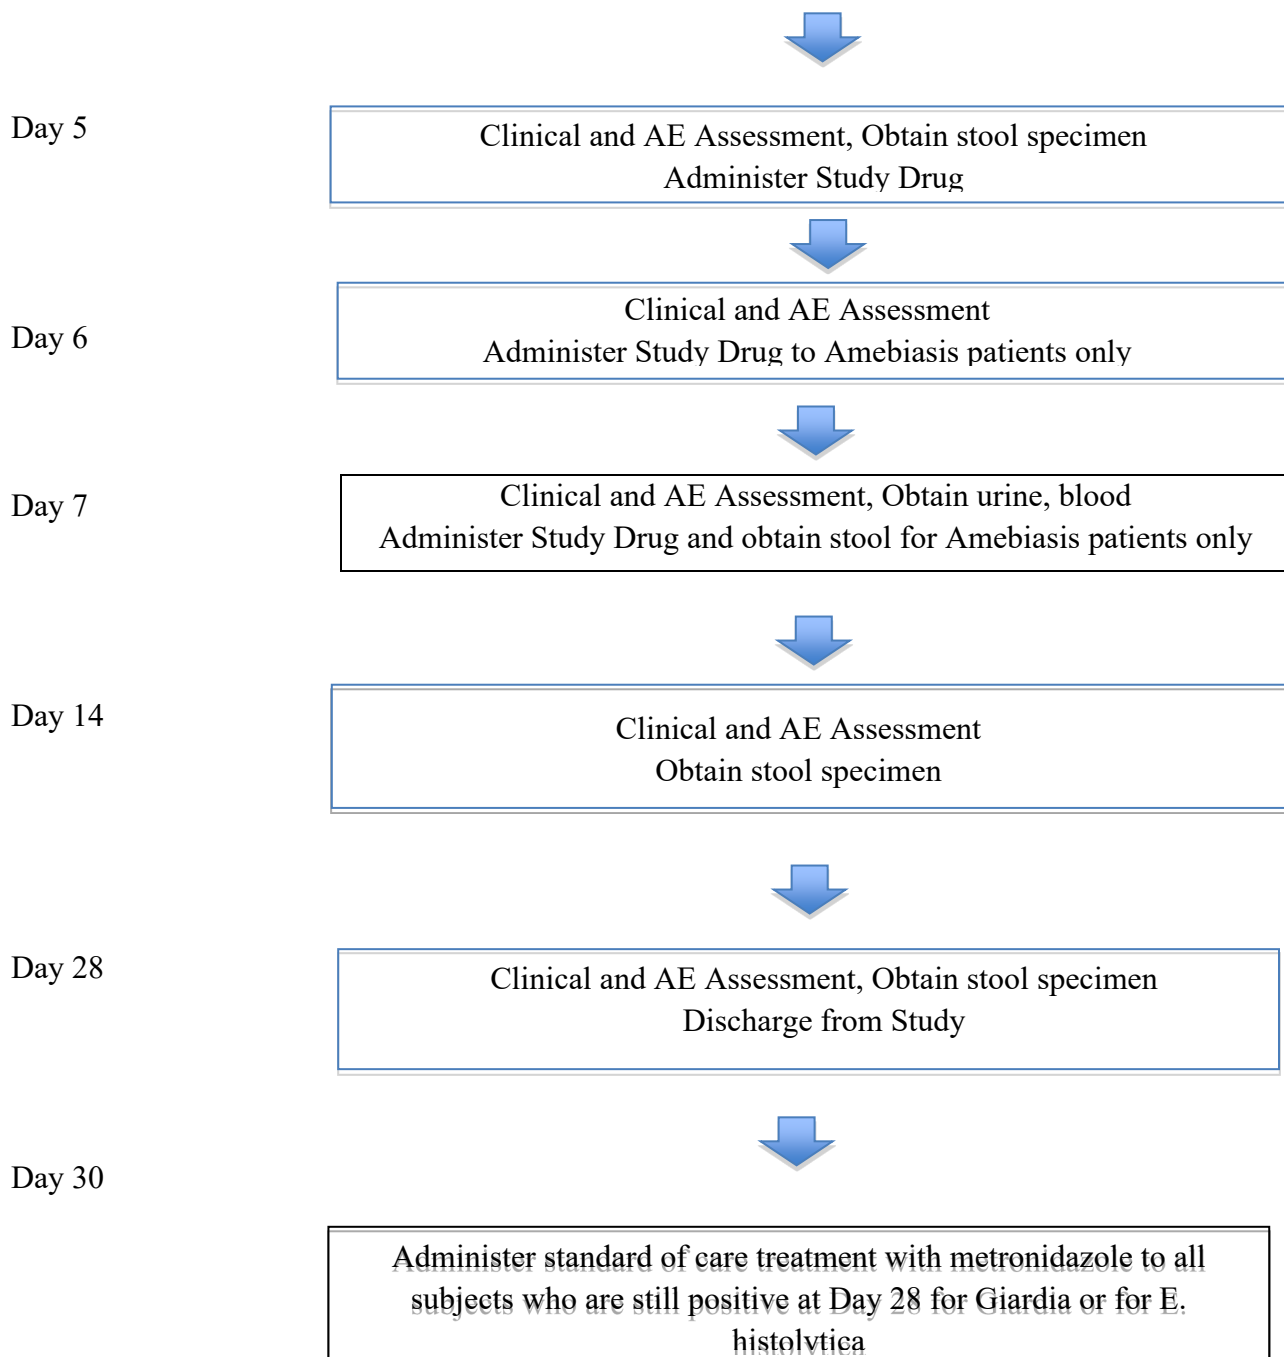 Day 5
Clinical and AE Assessment, Obtain stool specimen
Administer Study Drug
Day 6
Clinical and AE Assessment
Administer Study Drug to Amebiasis patients only
Day 7
Clinical and AE Assessment, Obtain urine, blood
Administer Study Drug and obtain stool for Amebiasis patients only
Day 14
Clinical and AE Assessment
Obtain stool specimen
Day 28
Clinical and AE Assessment, Obtain stool specimen
Discharge from Study
Day 30
Administer standard of care treatment with metronidazole to all
subjects who are still positive at Day 28 for Giardia or for E.
histolytica